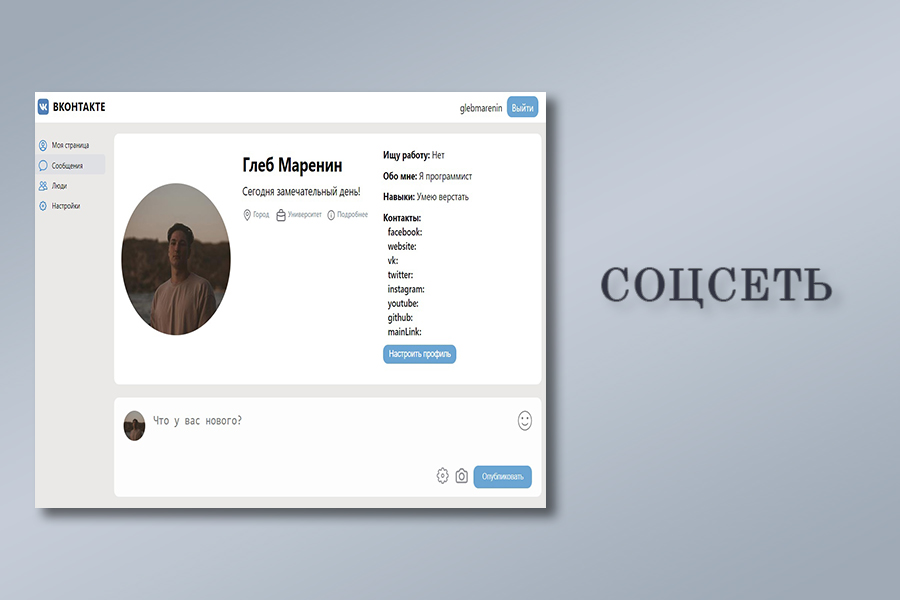 ВКОНТАКТЕ
glebmarenin Выйти
Моя страница
Сообщения
Люди
Настройки
Глеб Маренин
Сегодня замечательный день!
Город Университет Подробнее
Ищу работу: Нет
Обо мне: Я программист
Навыки: Умею верстать
Контакты:
facebook:
website:
vk:
twitter:
instagram:
youtube:
github:
mainLink:
Настроить профиль
Что у вас нового?
Опубликовать
СОЦСЕТЬ